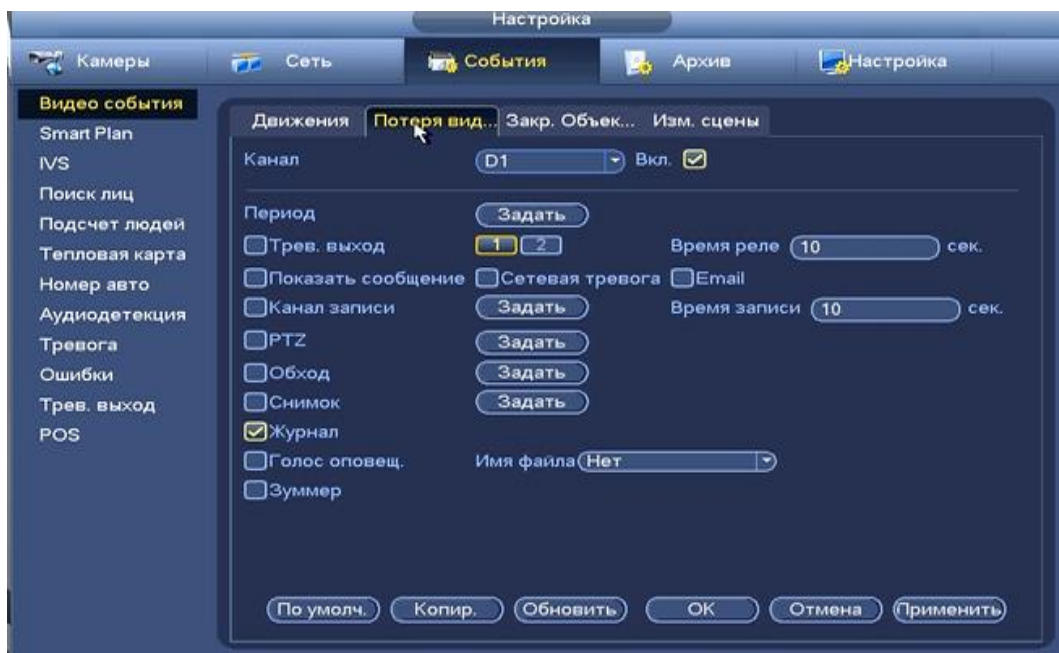 Настройка
Камеры Сеть События Архив Настройка
Видео события
Smart Plan
IVS
Поиск лиц
Подсчет людей
Тепловая карта
Номер авто
Аудиодетекция
Тревога
Ошибки
Трев. выход
POS
Движения Потеря вид... Закр. Объек... Изм. сцены
Канал D1 Вкл.
Период Задать
Трев. выход 1 2 Время реле 10 сек.
Показать сообщение Сетевая тревога Email
Канал записи Задать Время записи 10 сек.
PTZ Задать
Обход Задать
Снимок Задать
Журнал
Голос оповещ. Имя файла Нет
Зуммер
По умолч. Копир. Обновить OK Отмена Применить